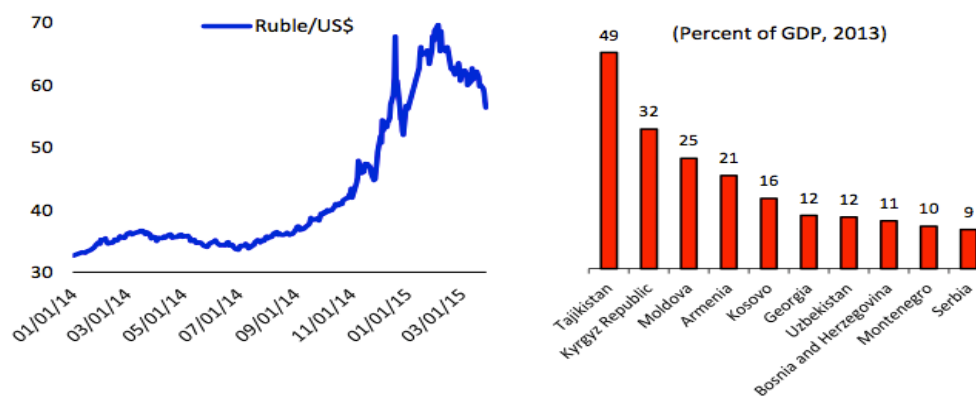 Ruble/US$
70
60
50
40
30
01/01/14
03/01/14
05/01/14
07/01/14
09/01/14
11/01/14
01/01/15
03/01/15
(Percent of GDP, 2013)
49
32
25
21
16
12
12
11
10
9
Tajikistan
Kyrgyz Republic
Moldova
Armenia
Kosovo
Georgia
Uzbekistan
Bosnia and Herzegovina
Montenegro
Serbia